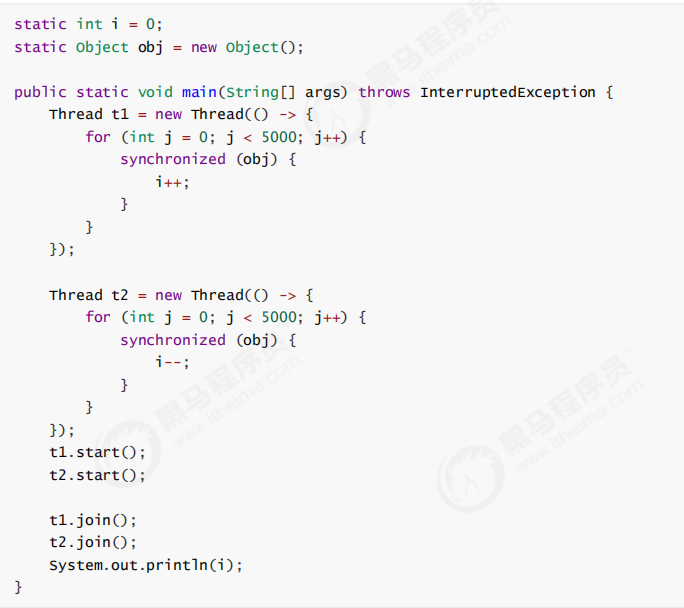 static int i = 0;
static Object obj = new Object();
public static void main(String[] args) throws InterruptedException {
    Thread t1 = new Thread(() -> {
        for (int j = 0; j < 5000; j++) {
            synchronized (obj) {
                i++;
            }
        }
    });
    Thread t2 = new Thread(() -> {
        for (int j = 0; j < 5000; j++) {
            synchronized (obj) {
                i--;
            }
        }
    });
    t1.start();
    t2.start();
    t1.join();
    t2.join();
    System.out.println(i);
}
黑马程序员
www.itheima.com
黑马程序员
www.itheima.com
黑马程序员
www.itheima.com